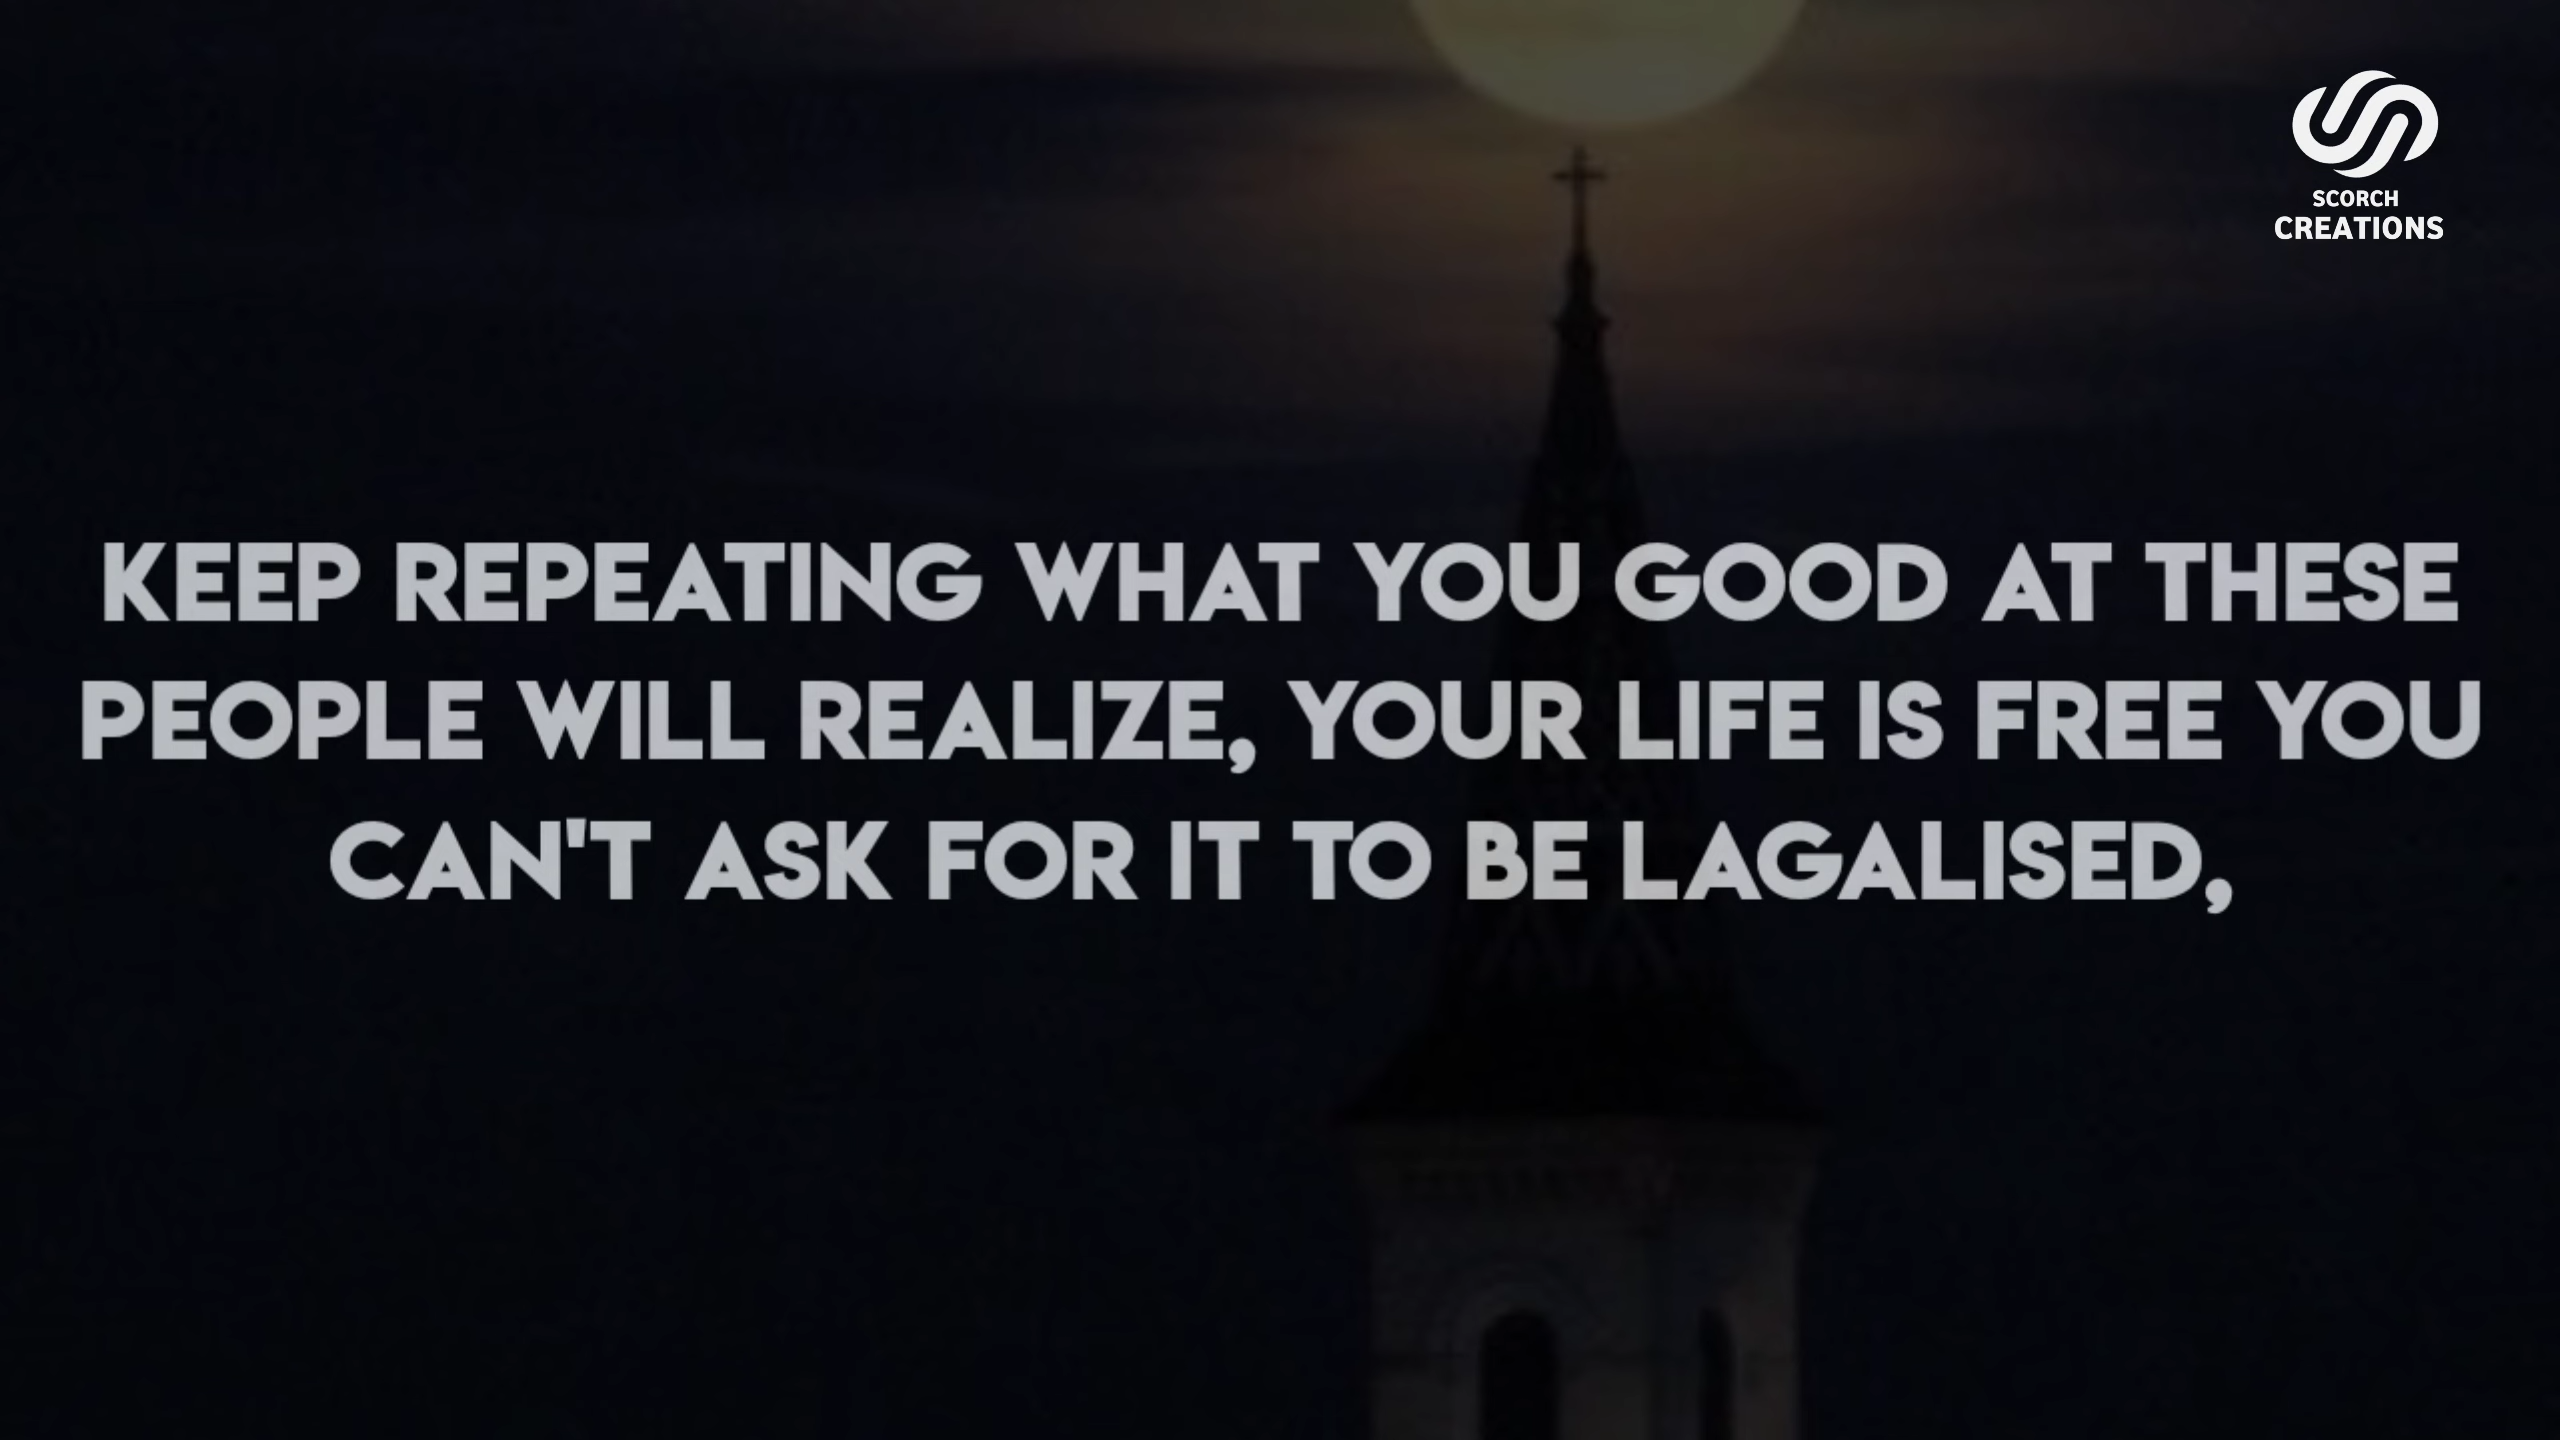 SCORCH
CREATIONS
KEEP REPEATING WHAT YOU GOOD AT THESE
PEOPLE WILL REALIZE, YOUR LIFE IS FREE YOU
CAN'T ASK FOR IT TO BE LAGALISED,